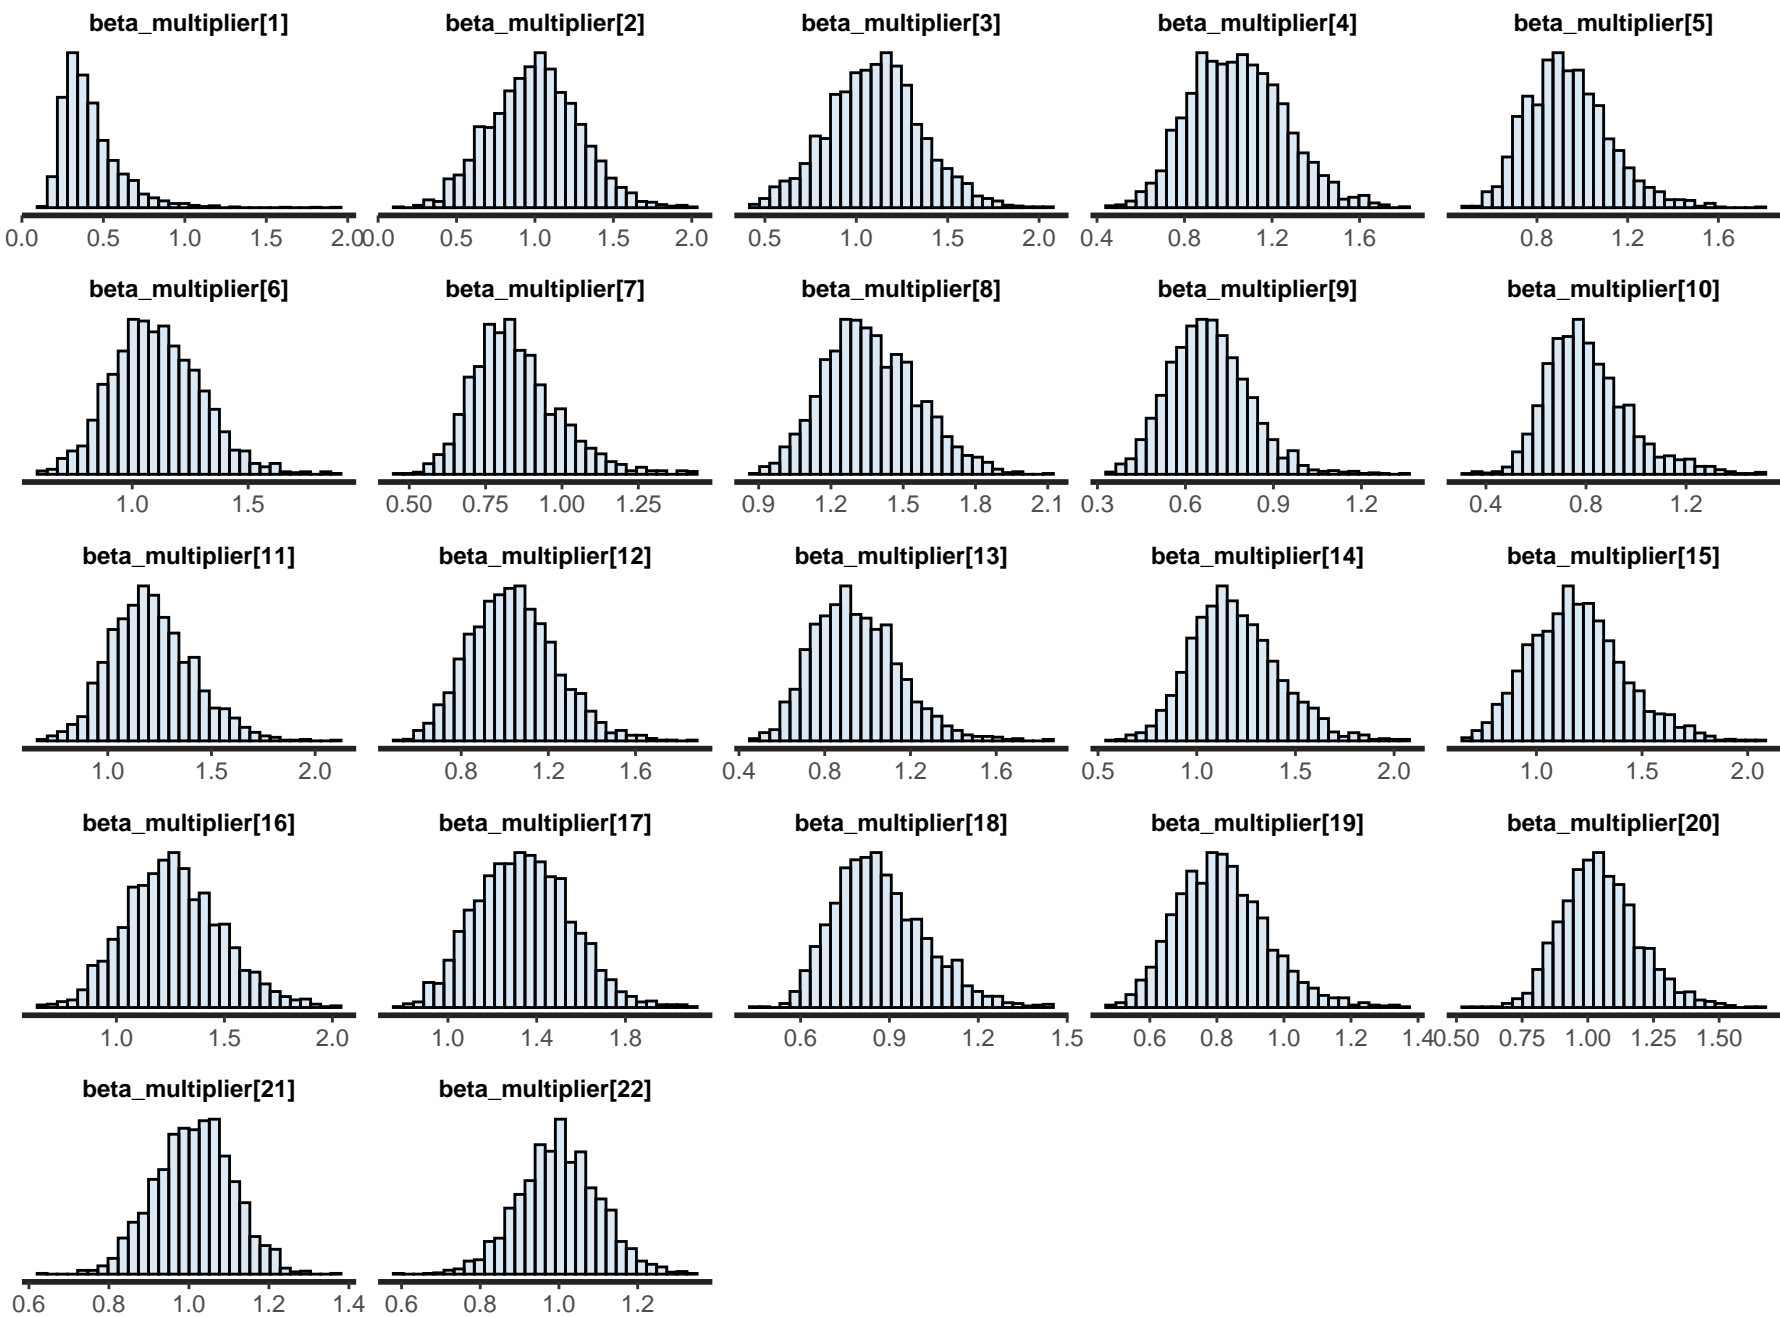 beta_multiplier[1] beta_multiplier[2] beta_multiplier[3] beta_multiplier[4] beta_multiplier[5]
0.0 0.5 1.0 1.5 2.0 0.0 0.5 1.0 1.5 2.0 0.5 1.0 1.5 2.0 0.4 0.8 1.2 1.6 0.8 1.2 1.6
beta_multiplier[6] beta_multiplier[7] beta_multiplier[8] beta_multiplier[9] beta_multiplier[10]
1.0 1.5 0.50 0.75 1.00 1.25 0.9 1.2 1.5 1.8 2.1 0.3 0.6 0.9 1.2 0.4 0.8 1.2
beta_multiplier[11] beta_multiplier[12] beta_multiplier[13] beta_multiplier[14] beta_multiplier[15]
1.0 1.5 2.0 0.8 1.2 1.6 0.4 0.8 1.2 1.6 0.5 1.0 1.5 2.0 1.0 1.5 2.0
beta_multiplier[16] beta_multiplier[17] beta_multiplier[18] beta_multiplier[19] beta_multiplier[20]
1.0 1.5 2.0 1.0 1.4 1.8 0.6 0.9 1.2 1.5 0.6 0.8 1.0 1.2 1.4 0.50 0.75 1.00 1.25 1.50
beta_multiplier[21] beta_multiplier[22]
0.6 0.8 1.0 1.2 1.4 0.6 0.8 1.0 1.2